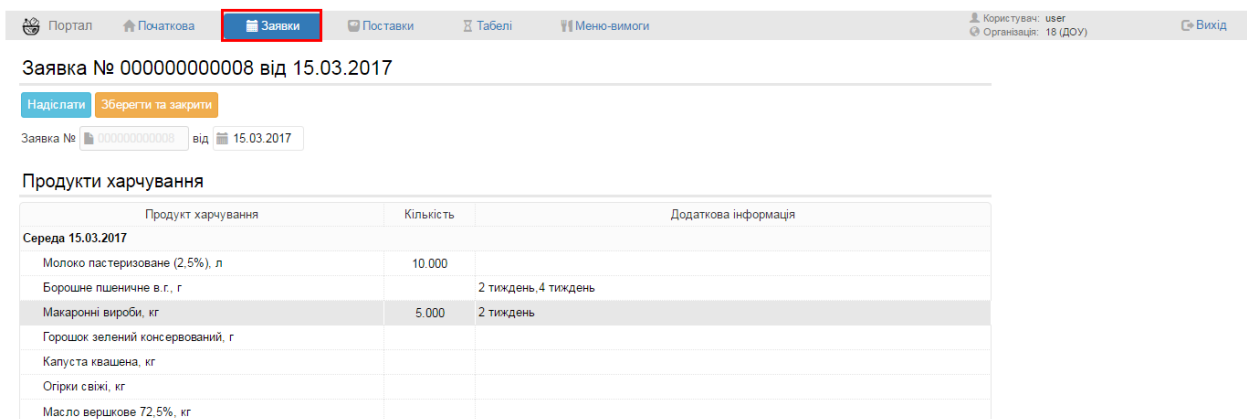 Портал Початкова Заявки Поставки Табелі Меню-вимоги Користувач: user Вихід
Організація: 18 (ДОУ)
Заявка № 000000000008 від 15.03.2017
Надіслати Зберегти та закрити
Заявка № 000000000008 від 15.03.2017
Продукти харчування
Продукт харчування Кількість Додаткова інформація
Середа 15.03.2017
Молоко пастеризоване (2,5%), л 10.000
Борошне пшеничне в.г., г 2 тиждень,4 тиждень
Макаронні вироби, кг 5.000 2 тиждень
Горошок зелений консервований, г
Капуста квашена, кг
Огірки свіжі, кг
Масло вершкове 72,5%, кг